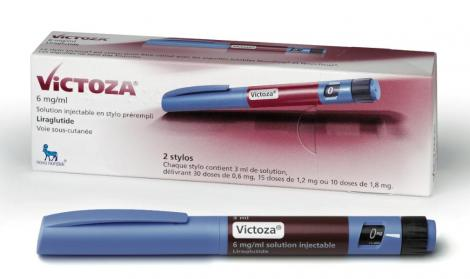 VICTOZA®
6 mg/ml
Solution injectable en stylo prérempli
Liraglutide
Voie sous-cutanée
novo nordisk
Victoza®
2 stylos
Chaque stylo contient 3 ml de solution,
délivrant 30 doses de 0,6 mg, 15 doses de 1,2 mg ou 10 doses de 1,8 mg.
3 ml
Victoza®
6 mg/ml solution injectable
0 mg